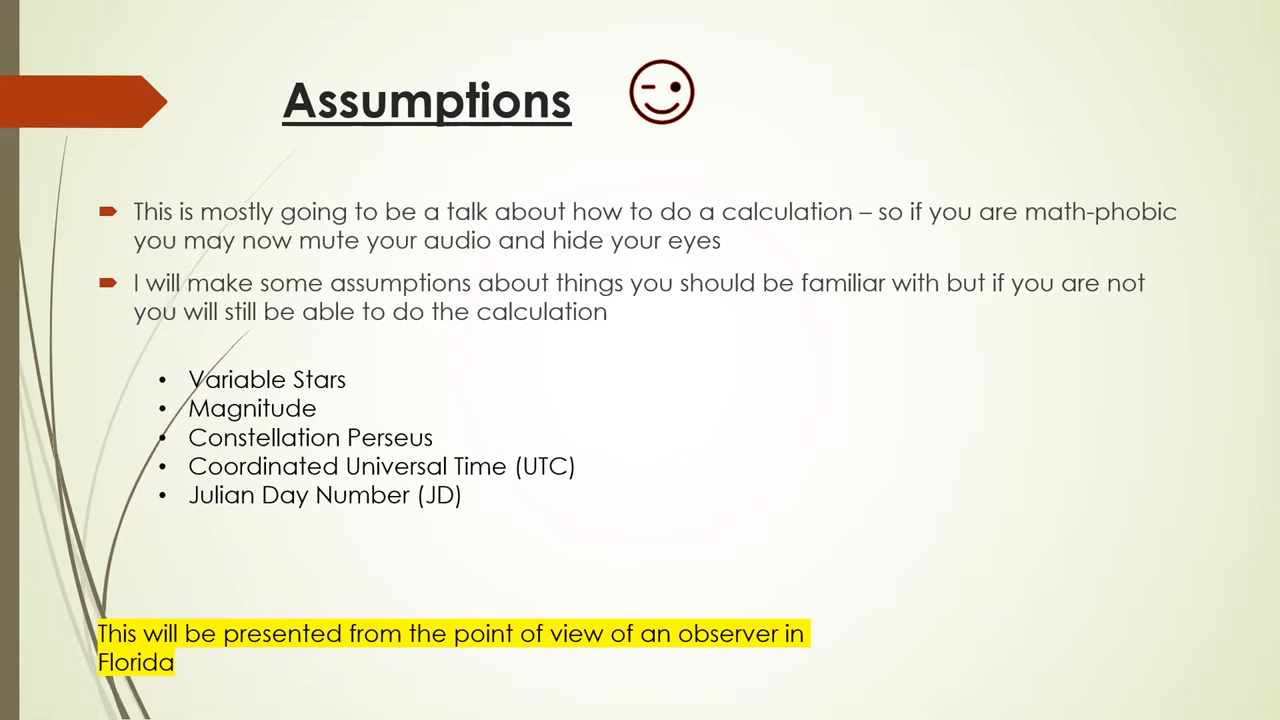 Assumptions
This is mostly going to be a talk about how to do a calculation – so if you are math-phobic
you may now mute your audio and hide your eyes
I will make some assumptions about things you should be familiar with but if you are not
you will still be able to do the calculation
• Variable Stars
• Magnitude
• Constellation Perseus
• Coordinated Universal Time (UTC)
• Julian Day Number (JD)
This will be presented from the point of view of an observer in
Florida